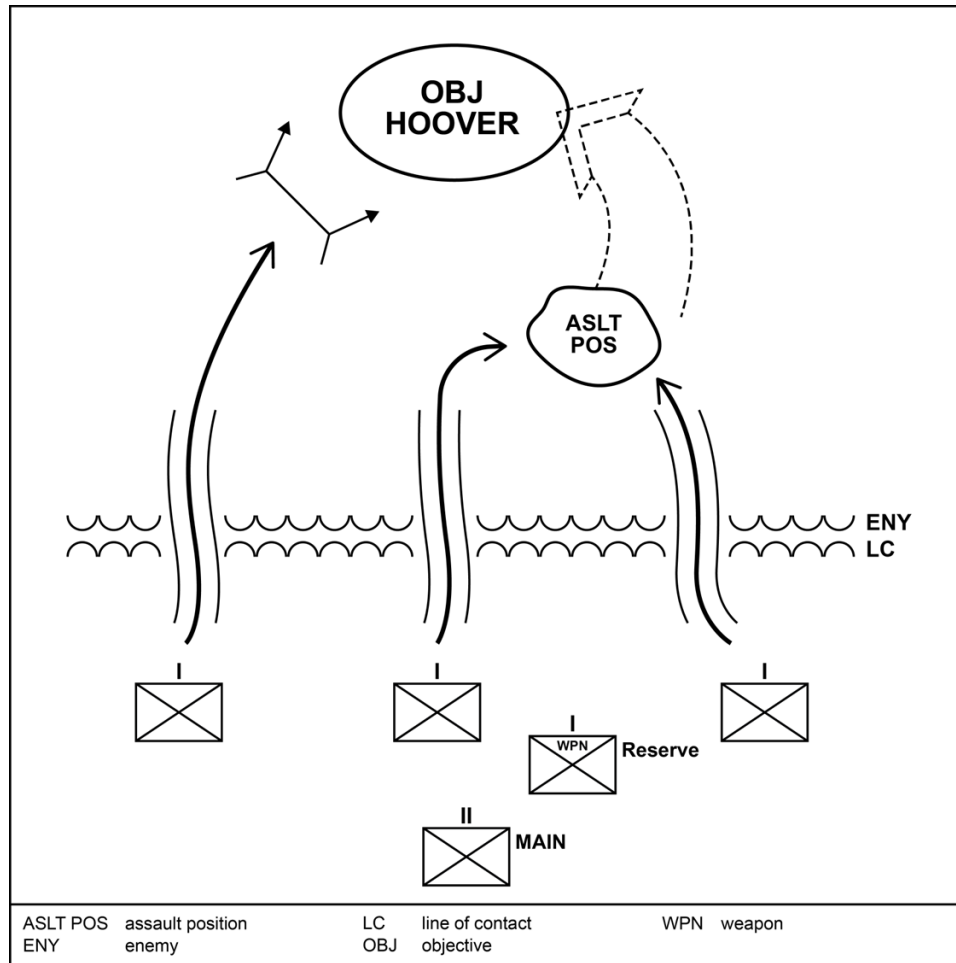 OBJ
HOOVER
ASLT
POS
ENY
LC
I
I
I
I
WPN
Reserve
II
MAIN
ASLT POS assault position
ENY enemy
LC line of contact
OBJ objective
WPN weapon